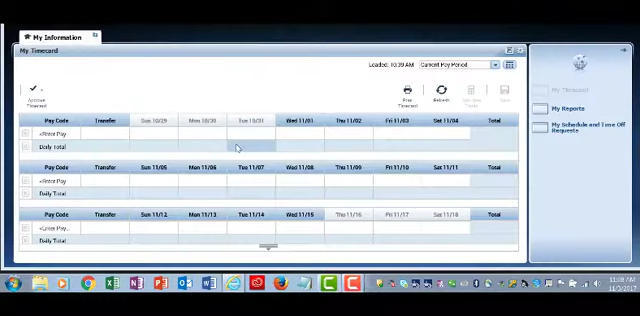 My Information
My Timecard
Loaded: 10:39 AM
Current Pay Period
Approve Timecard
Print Timecard
Refresh
Save
My Timecard
My Reports
My Schedule and Time Off Requests
Pay Code Transfer Sun 10/29 Mon 10/30 Tue 10/31 Wed 11/01 Thu 11/02 Fri 11/03 Sat 11/04 Total
<Enter Pay
Daily Total
Pay Code Transfer Sun 11/05 Mon 11/06 Tue 11/07 Wed 11/08 Thu 11/09 Fri 11/10 Sat 11/11 Total
<Enter Pay
Daily Total
Pay Code Transfer Sun 11/12 Mon 11/13 Tue 11/14 Wed 11/15 Thu 11/16 Fri 11/17 Sat 11/18 Total
<Enter Pay..
Daily Total